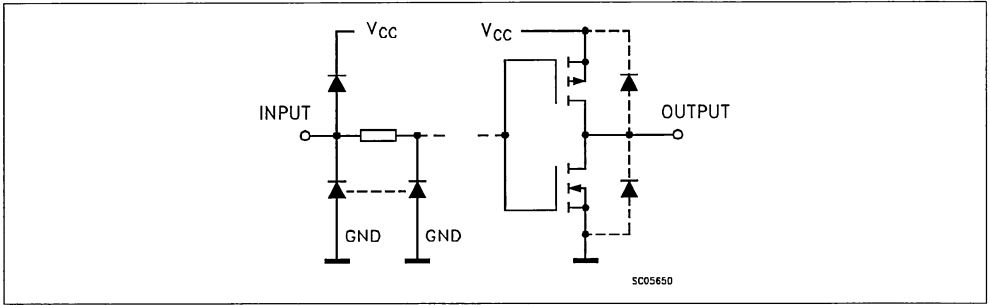 VCC
VCC
INPUT
OUTPUT
GND
GND
SC05650